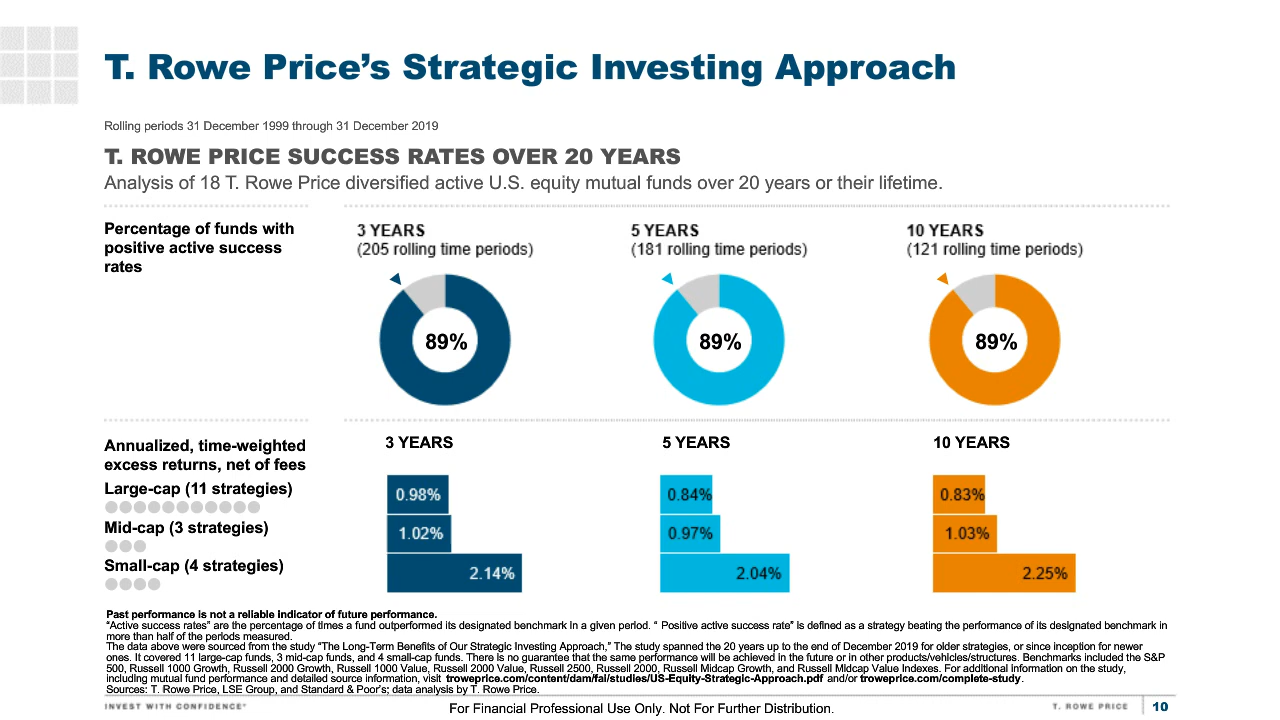 T. Rowe Price's Strategic Investing Approach
Rolling periods 31 December 1999 through 31 December 2019
T. ROWE PRICE SUCCESS RATES OVER 20 YEARS
Analysis of 18 T. Rowe Price diversified active U.S. equity mutual funds over 20 years or their lifetime.
Percentage of funds with
positive active success
rates
3 YEARS
(205 rolling time periods)
5 YEARS
(181 rolling time periods)
10 YEARS
(121 rolling time periods)
89%
89%
89%
Annualized, time-weighted
excess returns, net of fees
3 YEARS
5 YEARS
10 YEARS
Large-cap (11 strategies)
0.98%
0.84%
0.83%
Mid-cap (3 strategies)
1.02%
0.97%
1.03%
Small-cap (4 strategies)
2.14%
2.04%
2.25%
Past performance is not a reliable indicator of future performance.
"Active success rates" are the percentage of times a fund outperformed its designated benchmark in a given period. " Positive active success rate" is defined as a strategy beating the performance of its designated benchmark in
more than half of the periods measured.
The data above were sourced from the study "The Long-Term Benefits of Our Strategic Investing Approach," The study spanned the 20 years up to the end of December 2019 for older strategies, or since inception for newer
ones. It covered 11 large-cap funds, 3 mid-cap funds, and 4 small-cap funds. There is no guarantee that the same performance will be achieved in the future or in other products/vehicles/structures. Benchmarks included the S&P
500, Russell 1000 Growth, Russell 2000 Growth, Russell 1000 Value, Russell 2000 Value, Russell 2500, Russell 2000, Russell Midcap Growth, and Russell Midcap Value Indexes. For additional information on the study,
including mutual fund performance and detailed source information, visit troweprice.com/content/dam/fai/studies/US-Equity-Strategic-Approach.pdf and/or troweprice.com/complete-study.
Sources: T. Rowe Price, LSE Group, and Standard & Poor's; data analysis by T. Rowe Price.
INVEST WITH CONFIDENCE®
For Financial Professional Use Only. Not For Further Distribution.
T. ROWE PRICE
10